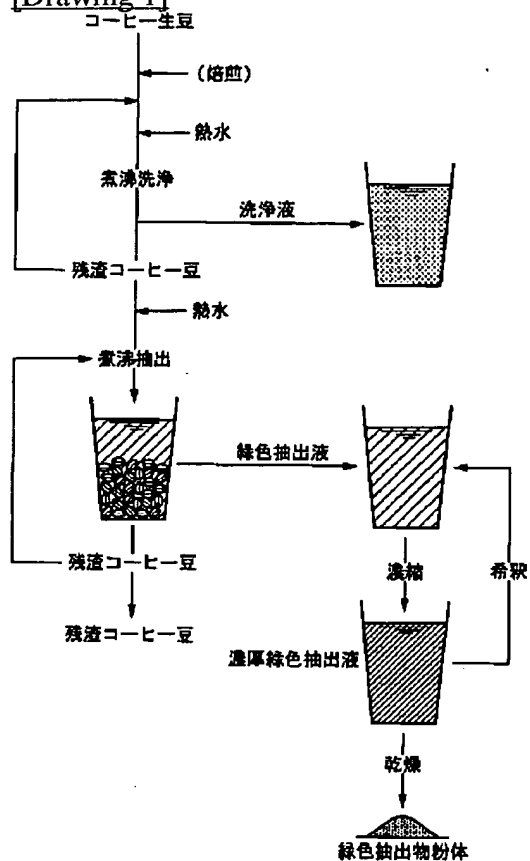 [Drawing 1]
コーヒー生豆
(焙煎)
熱水
煮沸洗浄
洗浄液
残渣コーヒー豆
熱水
煮沸抽出
緑色抽出液
残渣コーヒー豆
濃縮
希釈
残渣コーヒー豆
濃厚緑色抽出液
乾燥
緑色抽出物粉体